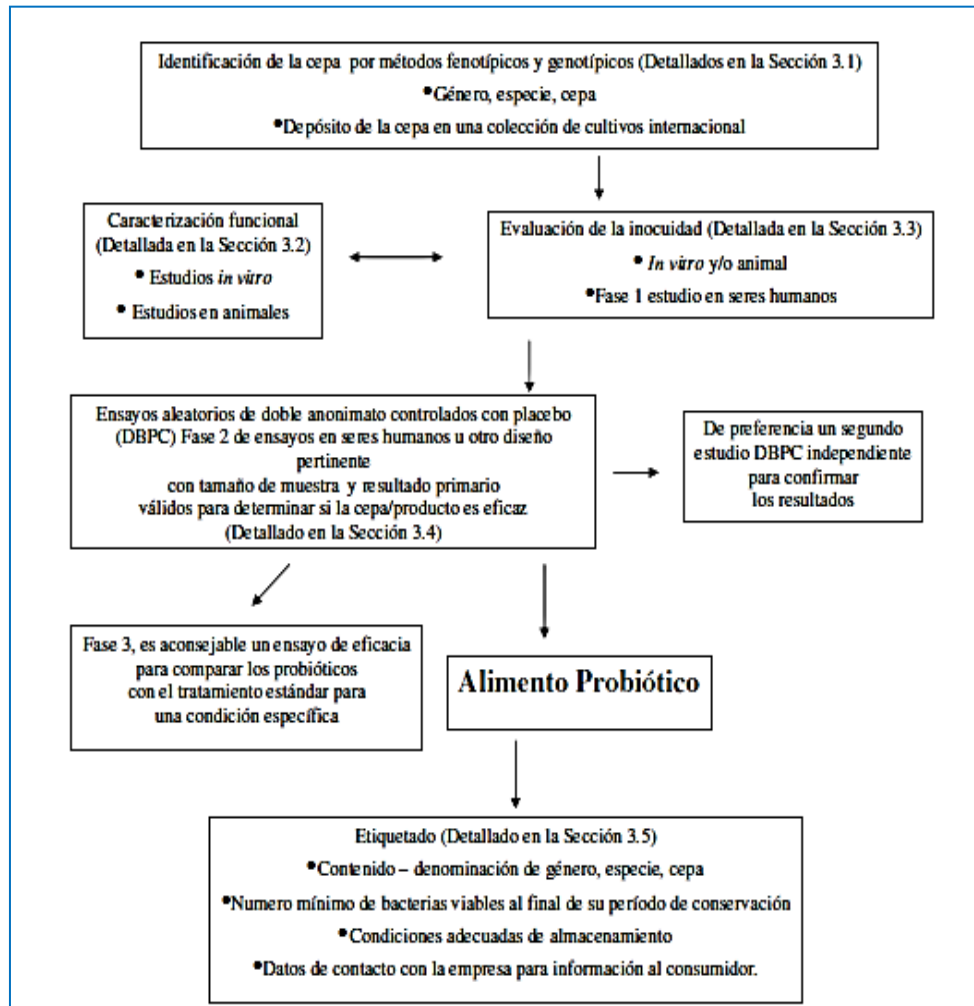 Identificación de la cepa por métodos fenotípicos y genotípicos (Detallados en la Sección 3.1)
•Género, especie, cepa
•Depósito de la cepa en una colección de cultivos internacional
Caracterización funcional
(Detallada en la Sección 3.2)
• Estudios in vitro
• Estudios en animales
Evaluación de la inocuidad (Detallada en la Sección 3.3)
• In vitro y/o animal
•Fase 1 estudio en seres humanos
Ensayos aleatorios de doble anonimato controlados con placebo
(DBPC) Fase 2 de ensayos en seres humanos u otro diseño
pertinente
con tamaño de muestra y resultado primario
válidos para determinar si la cepa/producto es eficaz
(Detallado en la Sección 3.4)
De preferencia un segundo
estudio DBPC independiente
para confirmar
los resultados
Fase 3, es aconsejable un ensayo de eficacia
para comparar los probióticos
con el tratamiento estándar para
una condición específica
Alimento Probiótico
Etiquetado (Detallado en la Sección 3.5)
•Contenido – denominación de género, especie, cepa
•Numero mínimo de bacterias viables al final de su período de conservación
•Condiciones adecuadas de almacenamiento
•Datos de contacto con la empresa para información al consumidor.